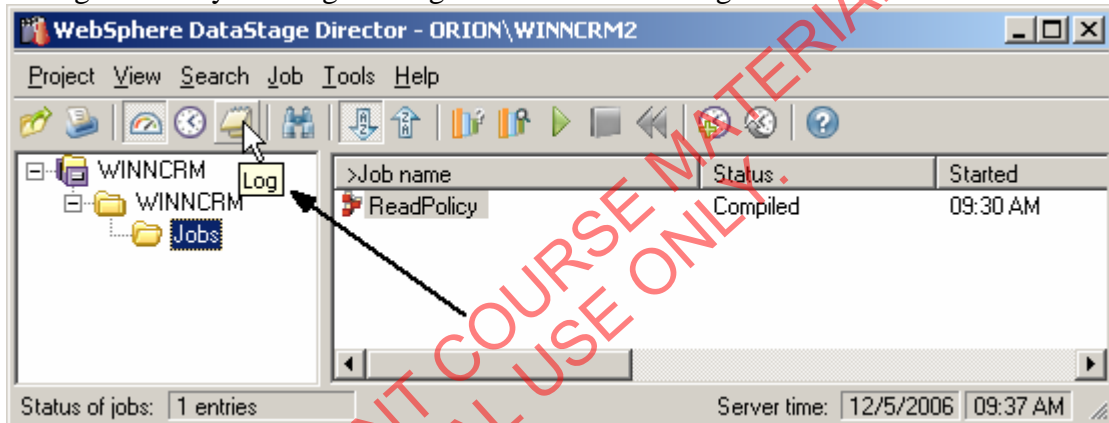 WebSphere DataStage Director - ORION\WINNCRM2
Project View Search Job Tools Help
Log
WINNCRM
WINNCRM
Jobs
>Job name Status Started
ReadPolicy Compiled 09:30 AM
COURSE MATERIA
USE ONLY.
Status of jobs: 1 entries Server time: 12/5/2006 09:37 AM